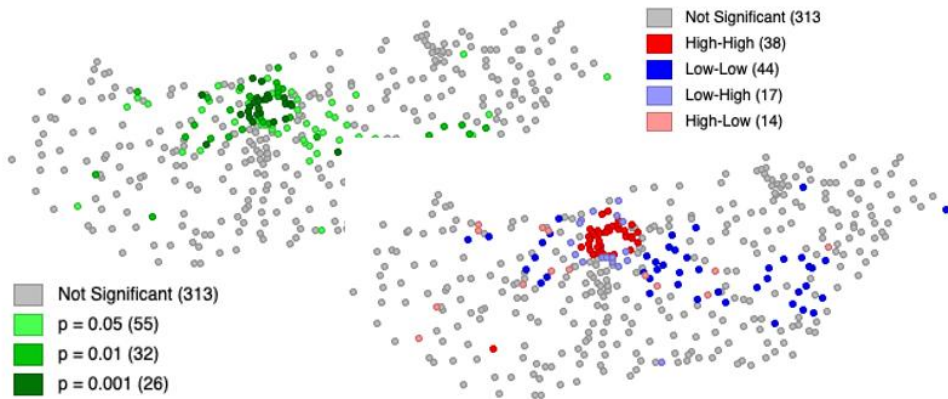 Not Significant (313
High-High (38)
Low-Low (44)
Low-High (17)
High-Low (14)
Not Significant (313)
p = 0.05 (55)
p = 0.01 (32)
p = 0.001 (26)